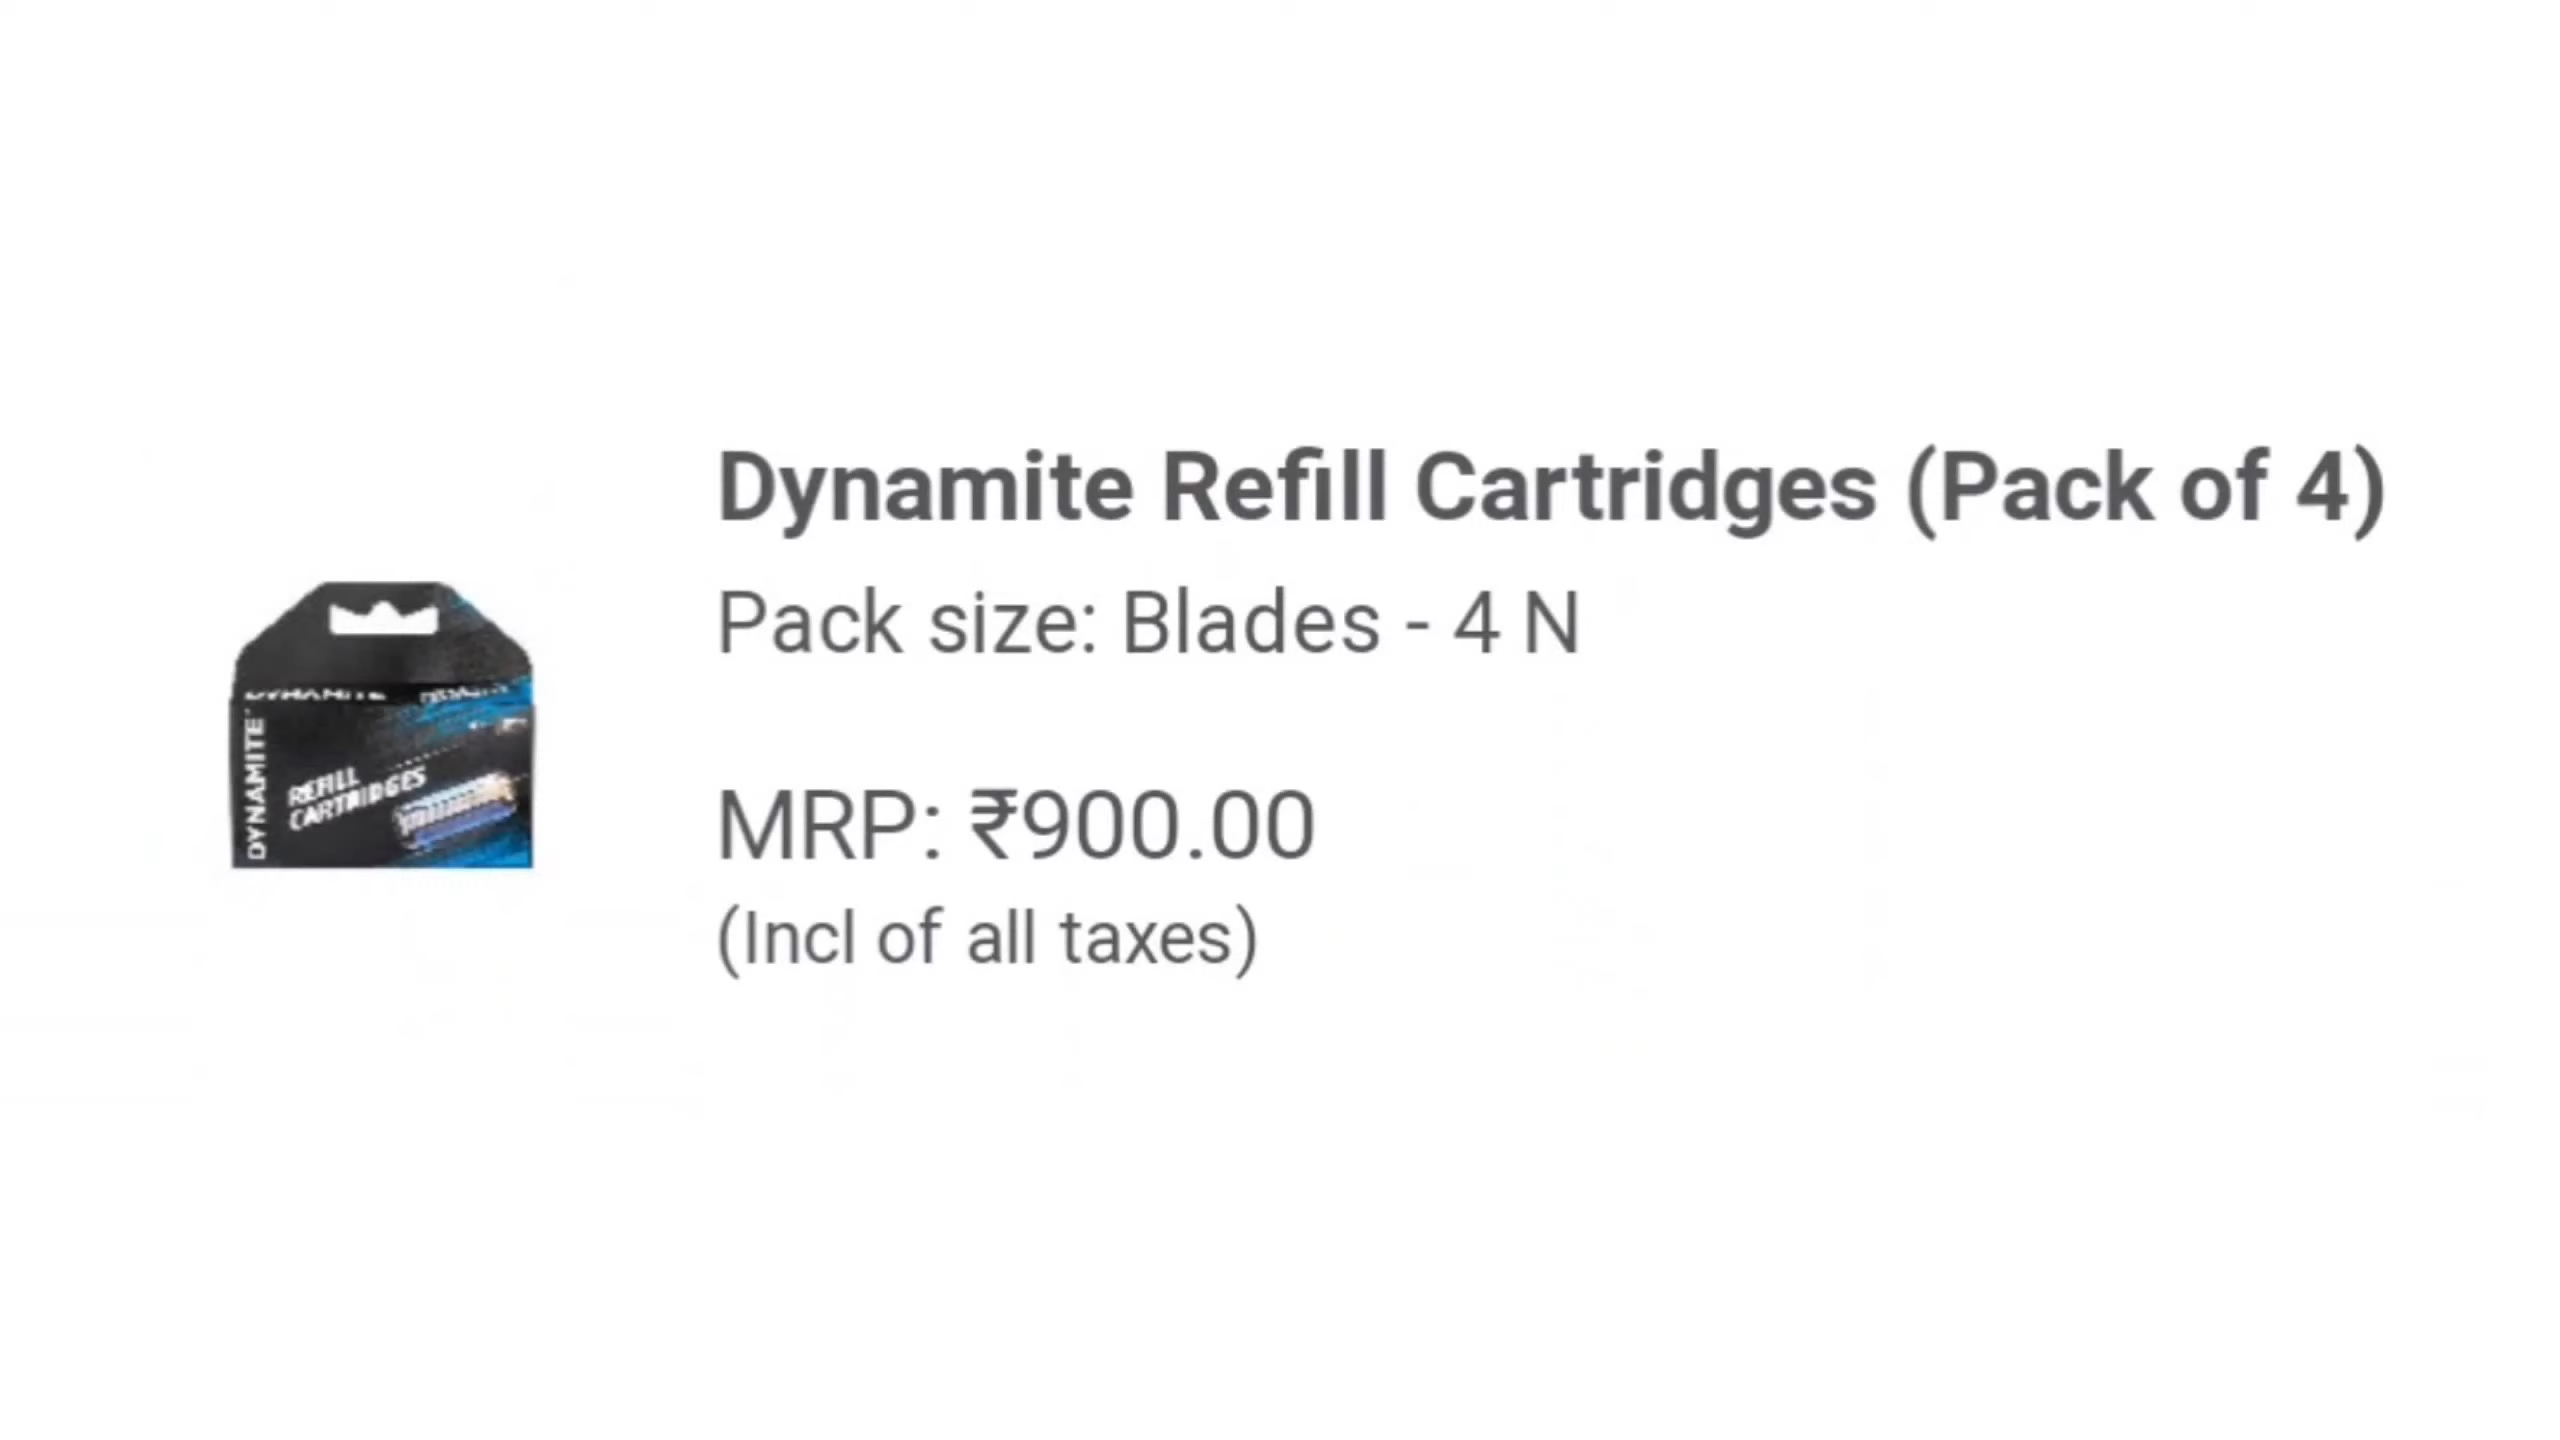 Dynamite Refill Cartridges (Pack of 4)
Pack size: Blades - 4 N
MRP: ₹900.00
(Incl of all taxes)
DYNAMITE
DYNAMITE
REFILL
CARTRIDGES